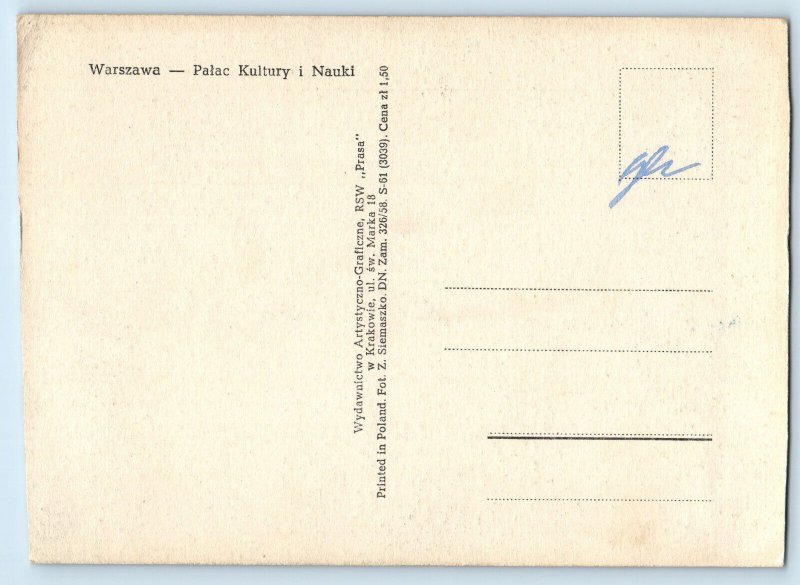 Warszawa — Pałac Kultury i Nauki
Wydawnictwo Artystyczno-Graficzne, RSW „Prasa"
w Krakowie, ul. św. Marka 18
Printed in Poland. Fot. Z. Siemaszko. DN. Zam. 326/58. S-61 (3039). Cena zł 1,50